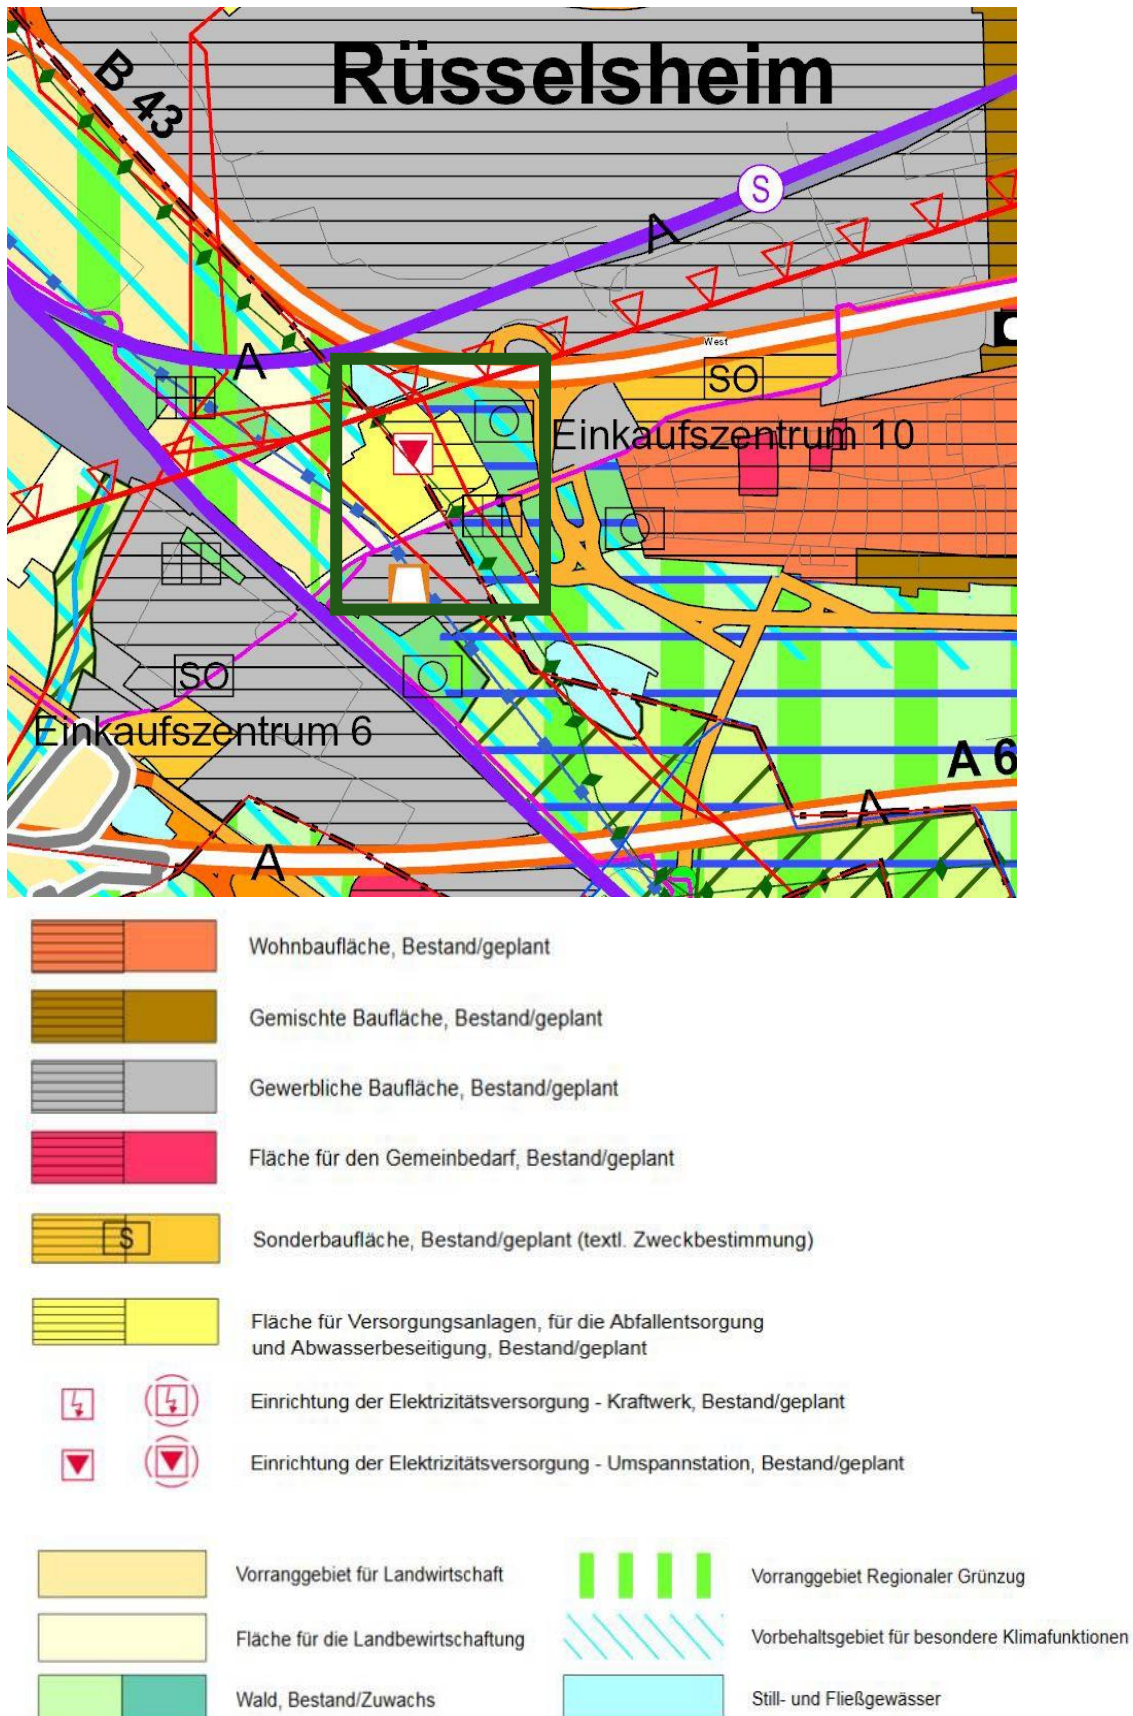 Rüsselsheim
B 43
S
A
A
West
SO
Einkaufszentrum 10
SO
Einkaufszentrum 6
A 6
A
A
Wohnbaufläche, Bestand/geplant
Gemischte Baufläche, Bestand/geplant
Gewerbliche Baufläche, Bestand/geplant
Fläche für den Gemeinbedarf, Bestand/geplant
S
Sonderbaufläche, Bestand/geplant (textl. Zweckbestimmung)
Fläche für Versorgungsanlagen, für die Abfallentsorgung
und Abwasserbeseitigung, Bestand/geplant
Einrichtung der Elektrizitätsversorgung - Kraftwerk, Bestand/geplant
Einrichtung der Elektrizitätsversorgung - Umspannstation, Bestand/geplant
Vorranggebiet für Landwirtschaft
Vorranggebiet Regionaler Grünzug
Fläche für die Landbewirtschaftung
Vorbehaltsgebiet für besondere Klimafunktionen
Wald, Bestand/Zuwachs
Still- und Fließgewässer